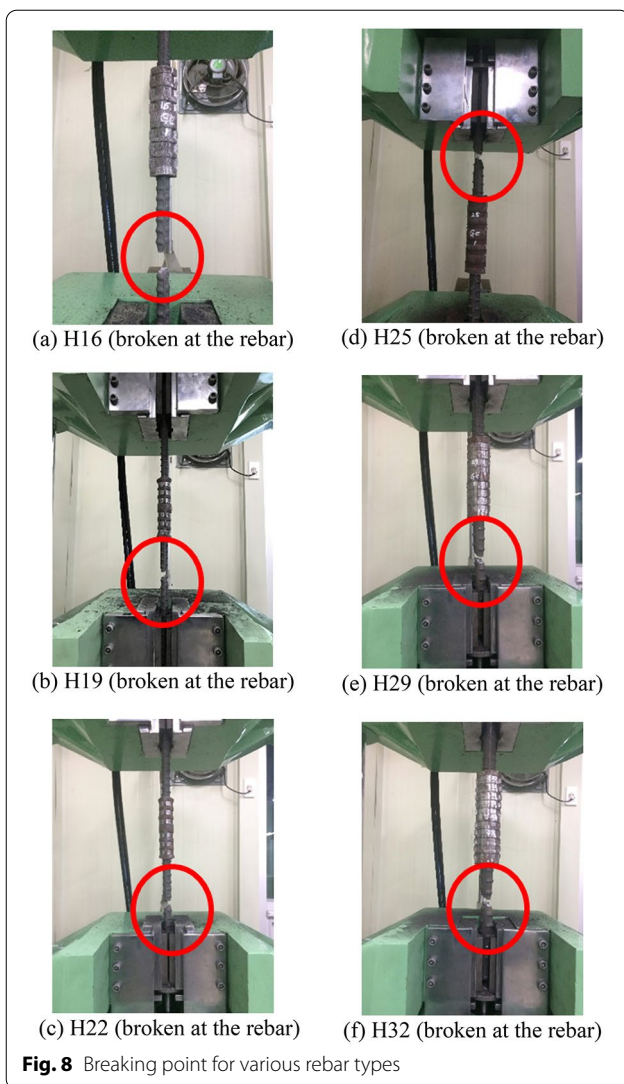 (a) H16 (broken at the rebar)
(d) H25 (broken at the rebar)
(b) H19 (broken at the rebar)
(e) H29 (broken at the rebar)
(c) H22 (broken at the rebar)
(f) H32 (broken at the rebar)
Fig. 8 Breaking point for various rebar types